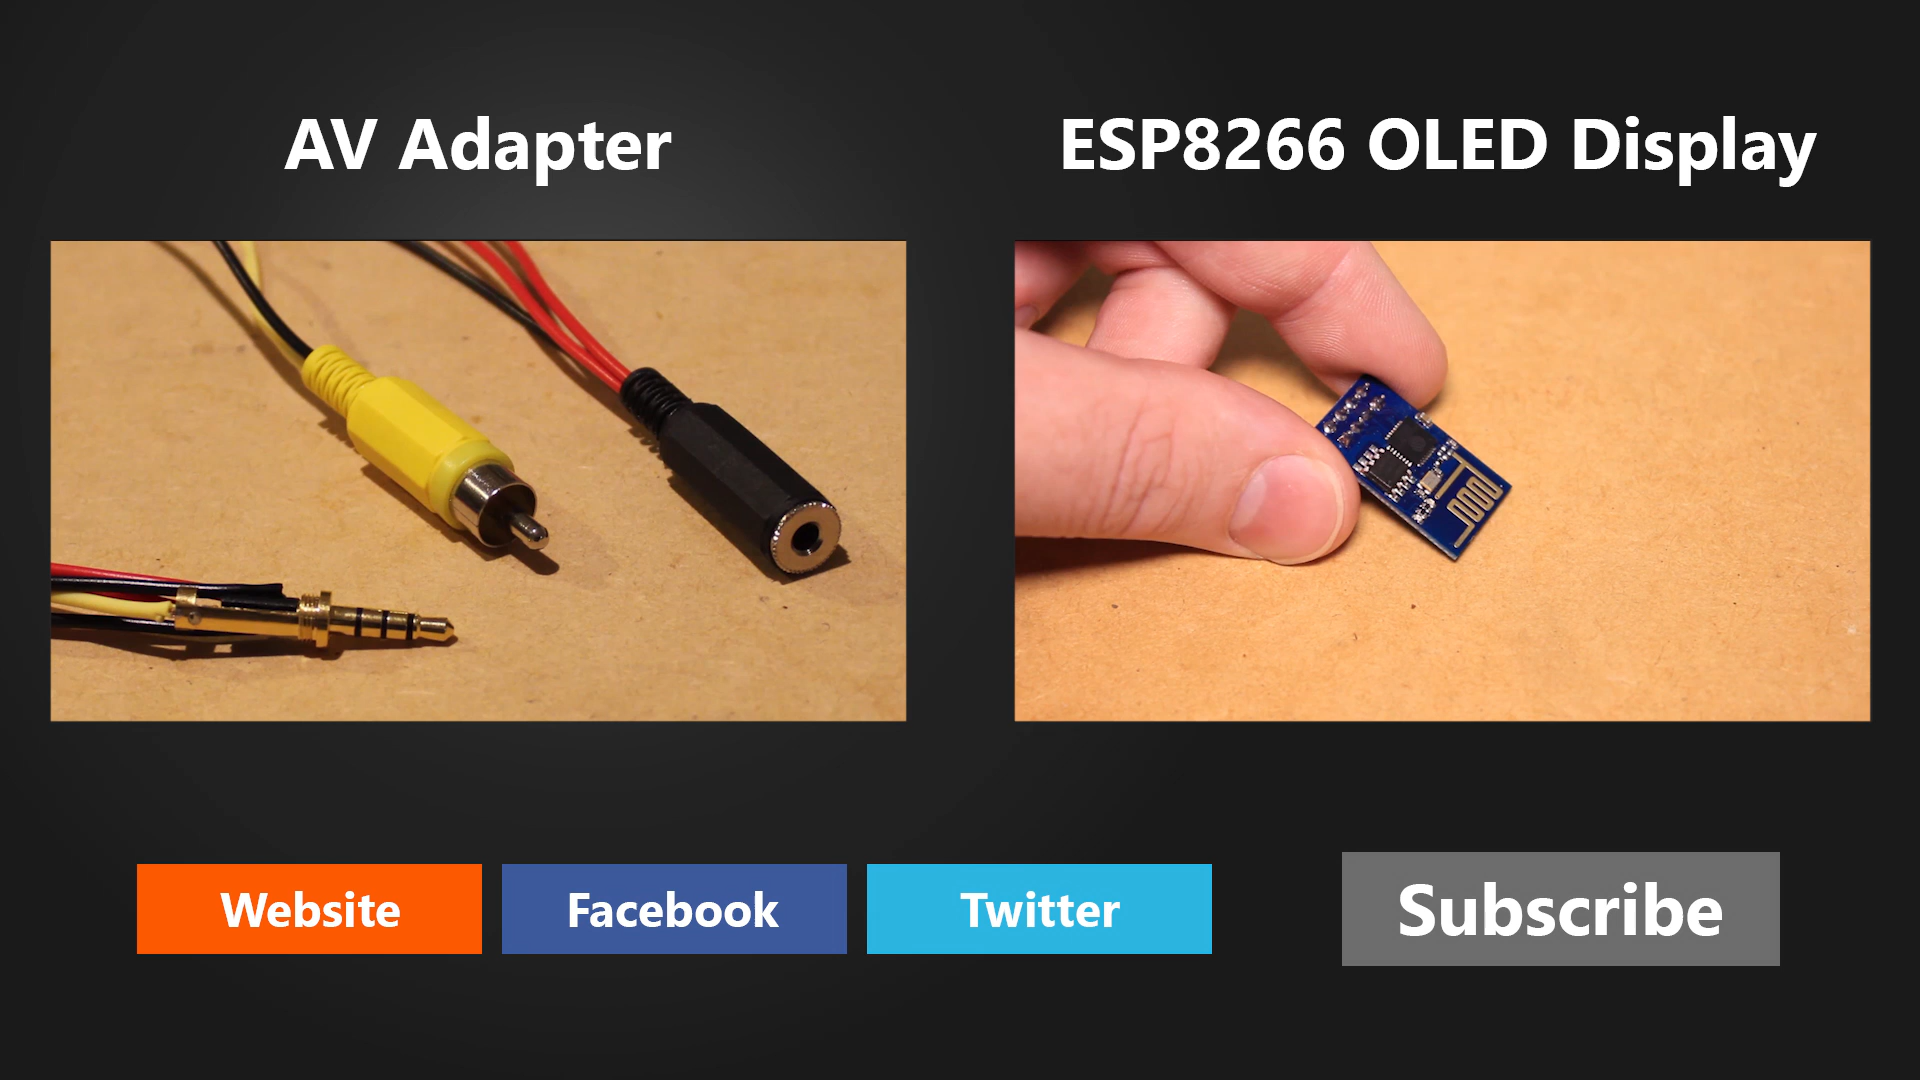 AV Adapter
ESP8266 OLED Display
Website
Facebook
Twitter
Subscribe